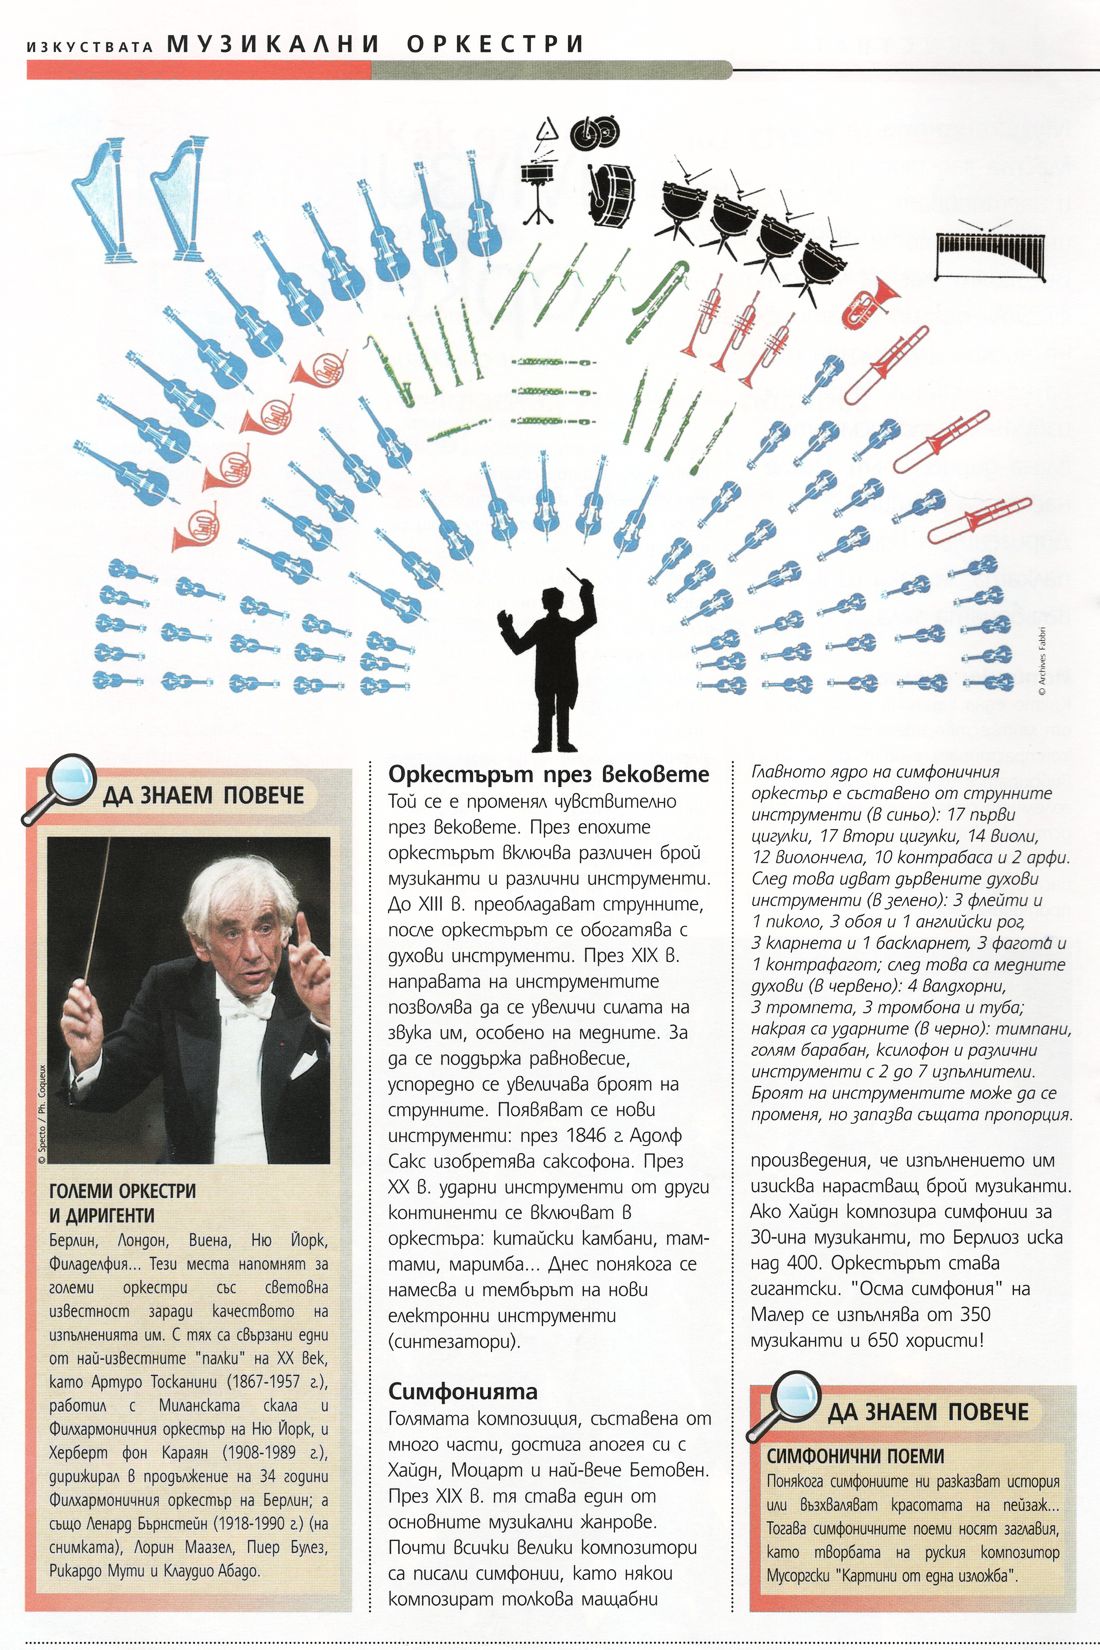 ИЗКУСТВАТА МУЗИКАЛНИ ОРКЕСТРИ
© Archives Fabbri
ДА ЗНАЕМ ПОВЕЧЕ
© Specto / Ph. Coqueux
ГОЛЕМИ ОРКЕСТРИ
И ДИРИГЕНТИ
Берлин, Лондон, Виена, Ню Йорк,
Филаделфия... Тези места напомнят за
големи оркестри със световна
известност заради качеството на
изпълненията им. С тях са свързани едни
от най-известните "палки" на XX век,
като Артуро Тосканини (1867-1957 г.),
работил с Миланската скала и
Филхармоничния оркестър на Ню Йорк, и
Херберт фон Караян (1908-1989 г.),
дирижирал в продължение на 34 години
Филхармоничния оркестър на Берлин; а
също Ленард Бърнстейн (1918-1990 г.) (на
снимката), Лорин Маазел, Пиер Булез,
Рикардо Мути и Клаудио Абадо.
Оркестърът през вековете
Той се е променял чувствително
през вековете. През епохите
оркестърът включва различен брой
музиканти и различни инструменти.
До XIII в. преобладават струнните,
после оркестърът се обогатява с
духови инструменти. През XIX в.
направата на инструментите
позволява да се увеличи силата на
звука им, особено на медните. За
да се поддържа равновесие,
успоредно се увеличава броят на
струнните. Появяват се нови
инструменти: през 1846 г. Адолф
Сакс изобретява саксофона. През
XX в. ударни инструменти от други
континенти се включват в
оркестъра: китайски камбани, там-
тами, маримба... Днес понякога се
намесва и тембърът на нови
електронни инструменти
(синтезатори).
Симфонията
Голямата композиция, съставена от
много части, достига апогея си с
Хайдн, Моцарт и най-вече Бетовен.
През XIX в. тя става един от
основните музикални жанрове.
Почти всички велики композитори
са писали симфонии, като някои
композират толкова мащабни
Главното ядро на симфоничния
оркестър е съставено от струнните
инструменти (в синьо): 17 първи
цигулки, 17 втори цигулки, 14 виоли,
12 виолончела, 10 контрабаса и 2 арфи.
След това идват дървените духови
инструменти (в зелено): 3 флейти и
1 пиколо, 3 обоя и 1 английски рог,
3 кларнета и 1 баскларнет, 3 фагота и
1 контрафагот; след това са медните
духови (в червено): 4 валдхорни,
3 тромпета, 3 тромбона и туба;
накрая са ударните (в черно): тимпани,
голям барабан, ксилофон и различни
инструменти с 2 до 7 изпълнители.
Броят на инструментите може да се
променя, но запазва същата пропорция.
произведения, че изпълнението им
изисква нарастващ брой музиканти.
Ако Хайдн композира симфонии за
30-ина музиканти, то Берлиоз иска
над 400. Оркестърът става
гигантски. "Осма симфония" на
Малер се изпълнява от 350
музиканти и 650 хористи!
ДА ЗНАЕМ ПОВЕЧЕ
СИМФОНИЧНИ ПОЕМИ
Понякога симфониите ни разказват история
или възхваляват красотата на пейзаж...
Тогава симфоничните поеми носят заглавия,
като творбата на руския композитор
Мусоргски "Картини от една изложба".